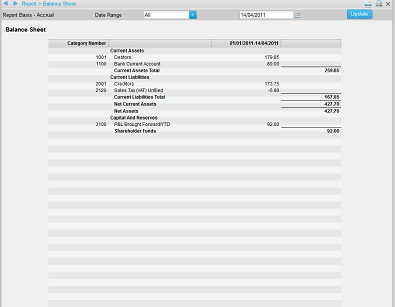 Report > Balance Sheet
Report Basis - Accrual Date Range All 14/04/2011 Update
Balance Sheet
Category Number 01/01/2011-14/04/2011
Current Assets
1001 Debtors 179.85
1100 Bank Current Account 80.00
Current Assets Total 259.85
Current Liabilities
2001 Creditors 173.75
2120 Sales Tax (VAT) Unfiled -5.90
Current Liabilities Total 167.85
Net Current Assets 427.70
Net Assets 427.70
Capital And Reserves
3100 P&L Brought Forward/YTD 92.00
Shareholder Funds 92.00